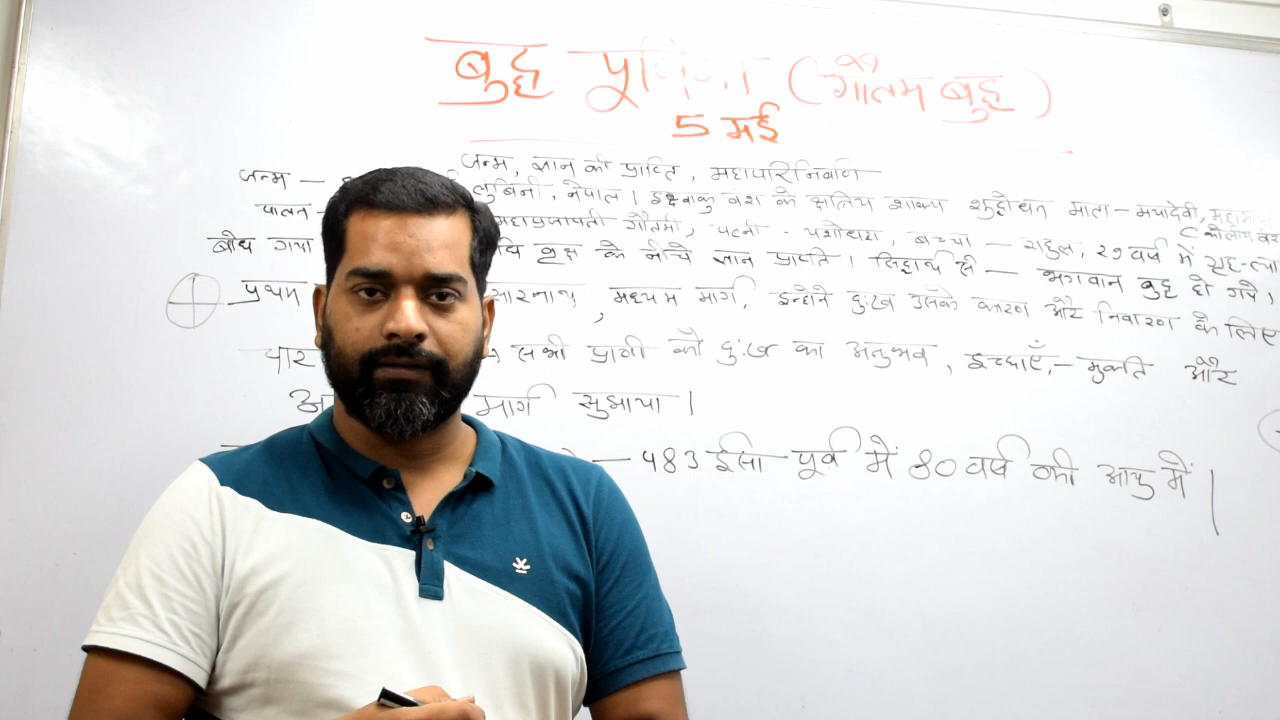 बुद्ध पूर्णिमा (गौतम बुद्ध)
5 मई
जन्म, ज्ञान की प्राप्ति, महापरिनिर्वाण
जन्म — लुंबिनी, नेपाल। इक्ष्वाकु वंश के क्षत्रिय शाक्य शुद्धोधन माता – मायादेवी,
पालन - महाप्रजापती गौतमी, पत्नी - यशोधरा, बच्चा — राहुल, २९ वर्ष में गृह-त्या
बोध गया वृक्ष के नीचे ज्ञान प्राप्ति। सिद्धार्थ से — भगवान बुद्ध हो गये,
प्रथम सारनाथ, मध्यम मार्ग, इन्होंने दुःख उसके कारण और निवारण के लिए
सभी प्राणी को दुःख का अनुभव, इच्छाएँ, – मुक्ति और
मार्ग सुझाया।
— 483 ईसा पूर्व में 80 वर्ष की आयु में।